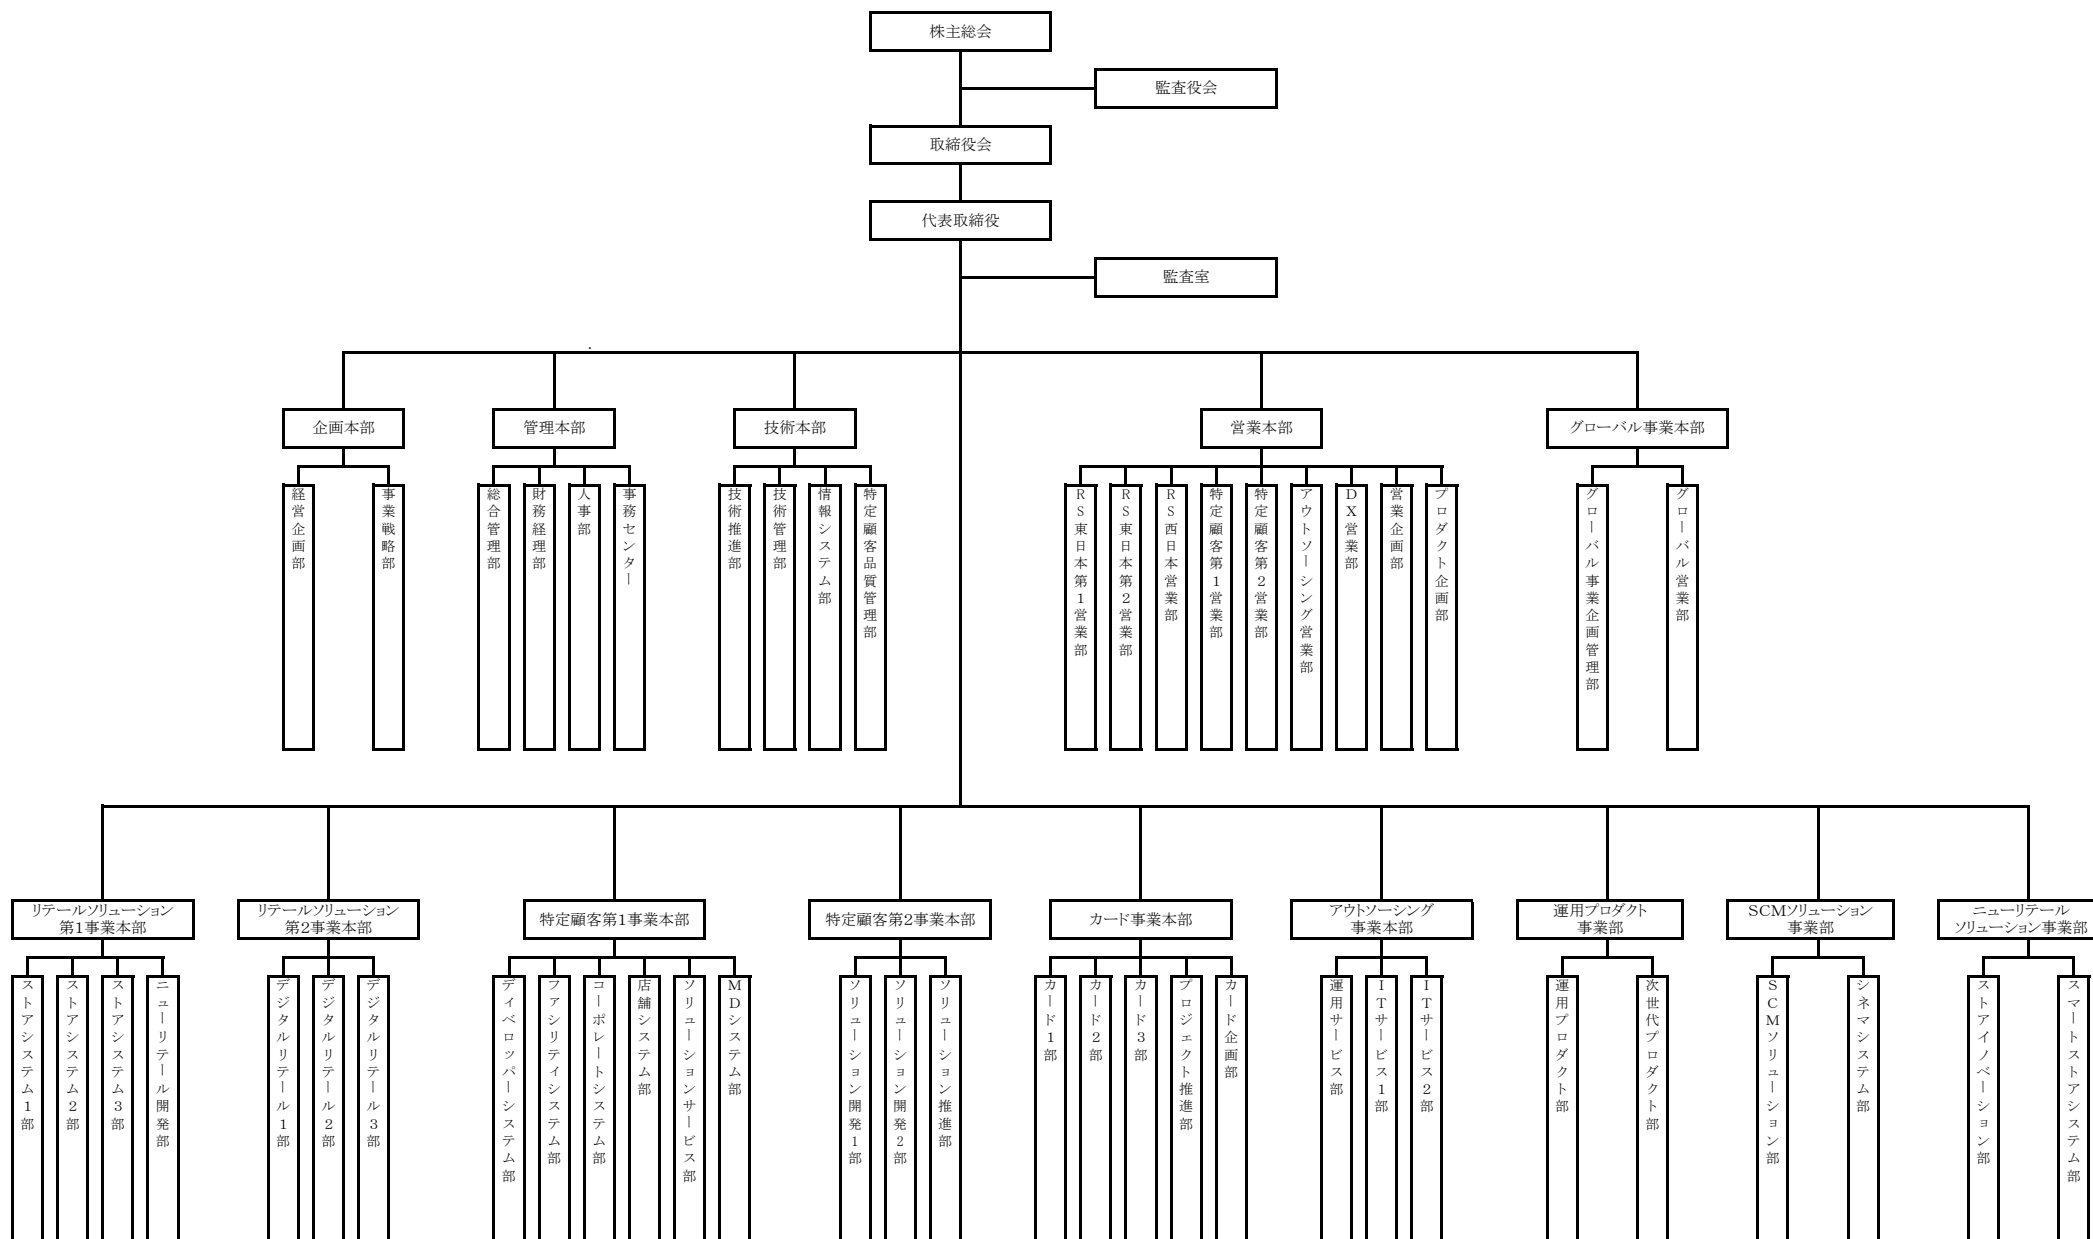 株主総会
監査役会
取締役会
代表取締役
監査室
企画本部
管理本部
技術本部
営業本部
グローバル事業本部
経営企画部
事業戦略部
総合管理部
財務経理部
人事部
事務センター
技術推進部
技術管理部
情報システム部
特定顧客品質管理部
RS東日本第1営業部
RS東日本第2営業部
RS西日本営業部
特定顧客第1営業部
特定顧客第2営業部
アウトソーシング営業部
DX営業部
営業企画部
プロダクト企画部
グローバル事業企画管理部
グローバル営業部
リテールソリューション
第1事業本部
リテールソリューション
第2事業本部
特定顧客第1事業本部
特定顧客第2事業本部
カード事業本部
アウトソーシング
事業本部
運用プロダクト
事業部
SCMソリューション
事業部
ニューリテール
ソリューション事業部
ストアシステム1部
ストアシステム2部
ストアシステム3部
ニューリテール開発部
デジタルリテール1部
デジタルリテール2部
デジタルリテール3部
ディベロッパーシステム部
ファシリティシステム部
コーポレートシステム部
店舗システム部
ソリューションサービス部
MDシステム部
ソリューション開発1部
ソリューション開発2部
ソリューション推進部
カード1部
カード2部
カード3部
プロジェクト推進部
カード企画部
運用サービス部
ITサービス1部
ITサービス2部
運用プロダクト部
次世代プロダクト部
SCMソリューション部
シネマシステム部
ストアイノベーション部
スマートストアシステム部